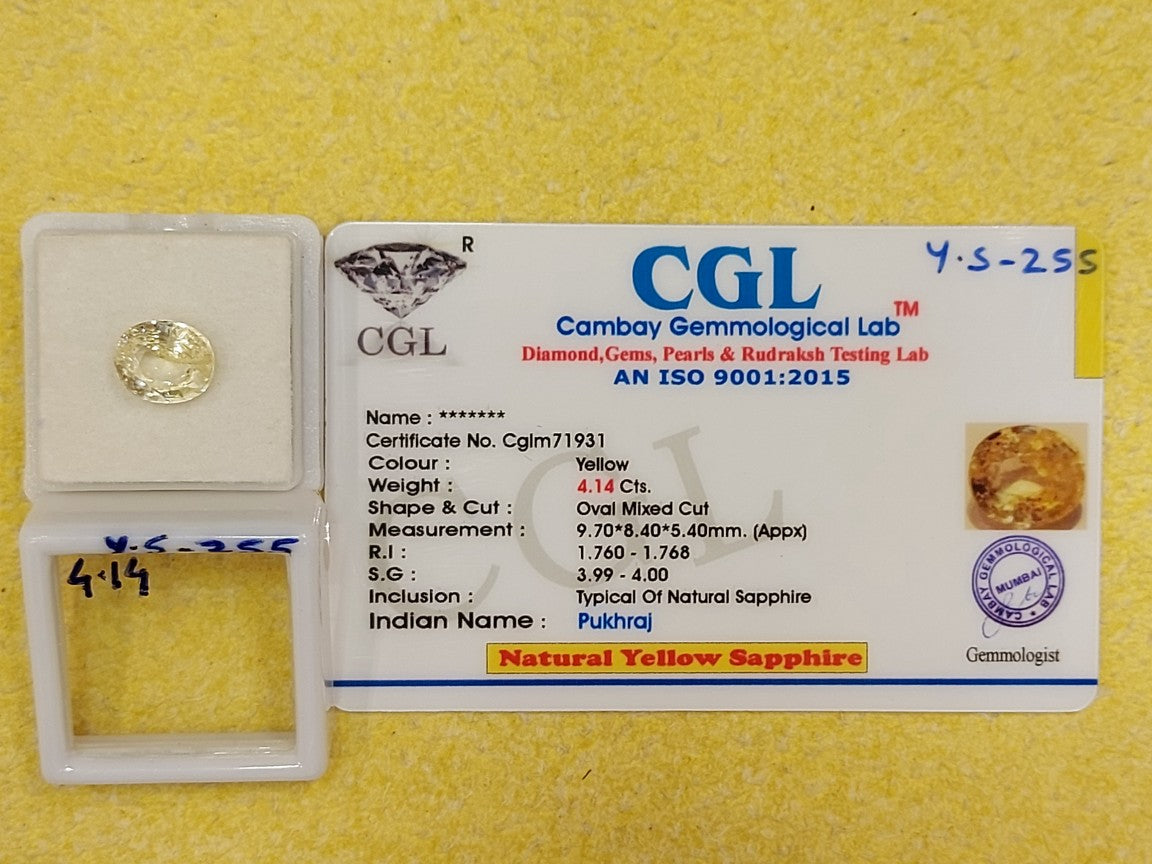 R
CGL
CGL™
Y.S-255
Cambay Gemmological Lab
Diamond,Gems, Pearls & Rudraksh Testing Lab
AN ISO 9001:2015
Name : *******
Certificate No. Cglm71931
Colour : Yellow
Weight : 4.14 Cts.
Shape & Cut : Oval Mixed Cut
Measurement : 9.70*8.40*5.40mm. (Appx)
R.I : 1.760 - 1.768
S.G : 3.99 - 4.00
Inclusion : Typical Of Natural Sapphire
Indian Name : Pukhraj
Natural Yellow Sapphire
CGL
CAMBAY GEMMOLOGICAL LAB
MUMBAI
Gemmologist
Y.S-255
4.14